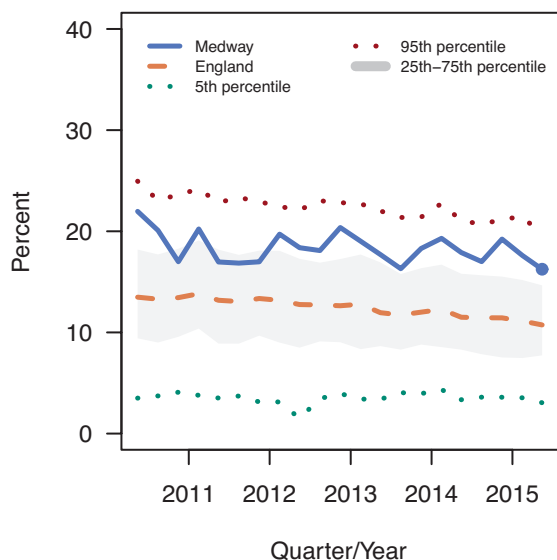 Medway
England
5th percentile
95th percentile
25th–75th percentile
Percent
40
30
20
10
0
2011 2012 2013 2014 2015
Quarter/Year